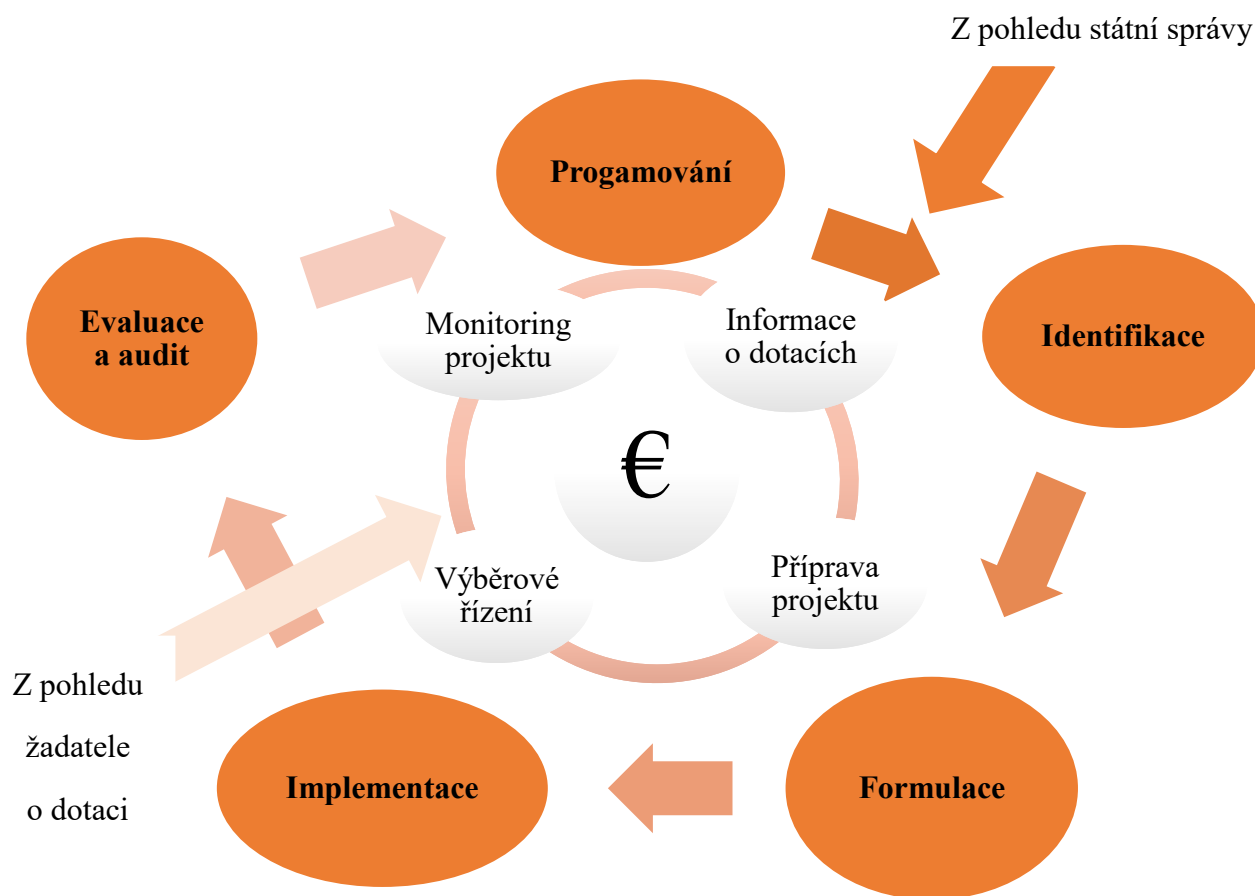 Z pohledu státní správy
Progamování
Evaluace
a audit
Monitoring
projektu
Informace
o dotacích
Identifikace
€
Výběrové
řízení
Příprava
projektu
Z pohledu
žadatele
o dotaci
Implementace
Formulace